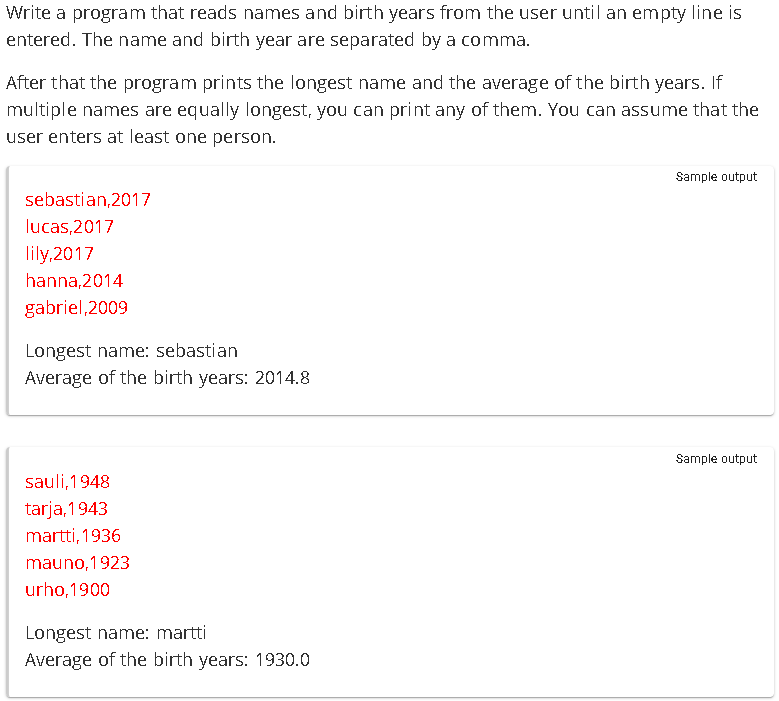 Write a program that reads names and birth years from the user until an empty line is
entered. The name and birth year are separated by a comma.
After that the program prints the longest name and the average of the birth years. If
multiple names are equally longest, you can print any of them. You can assume that the
user enters at least one person.
Sample output
sebastian,2017
lucas,2017
lily,2017
hanna,2014
gabriel,2009
Longest name: sebastian
Average of the birth years: 2014.8
Sample output
sauli,1948
tarja,1943
martti,1936
mauno,1923
urho,1900
Longest name: martti
Average of the birth years: 1930.0